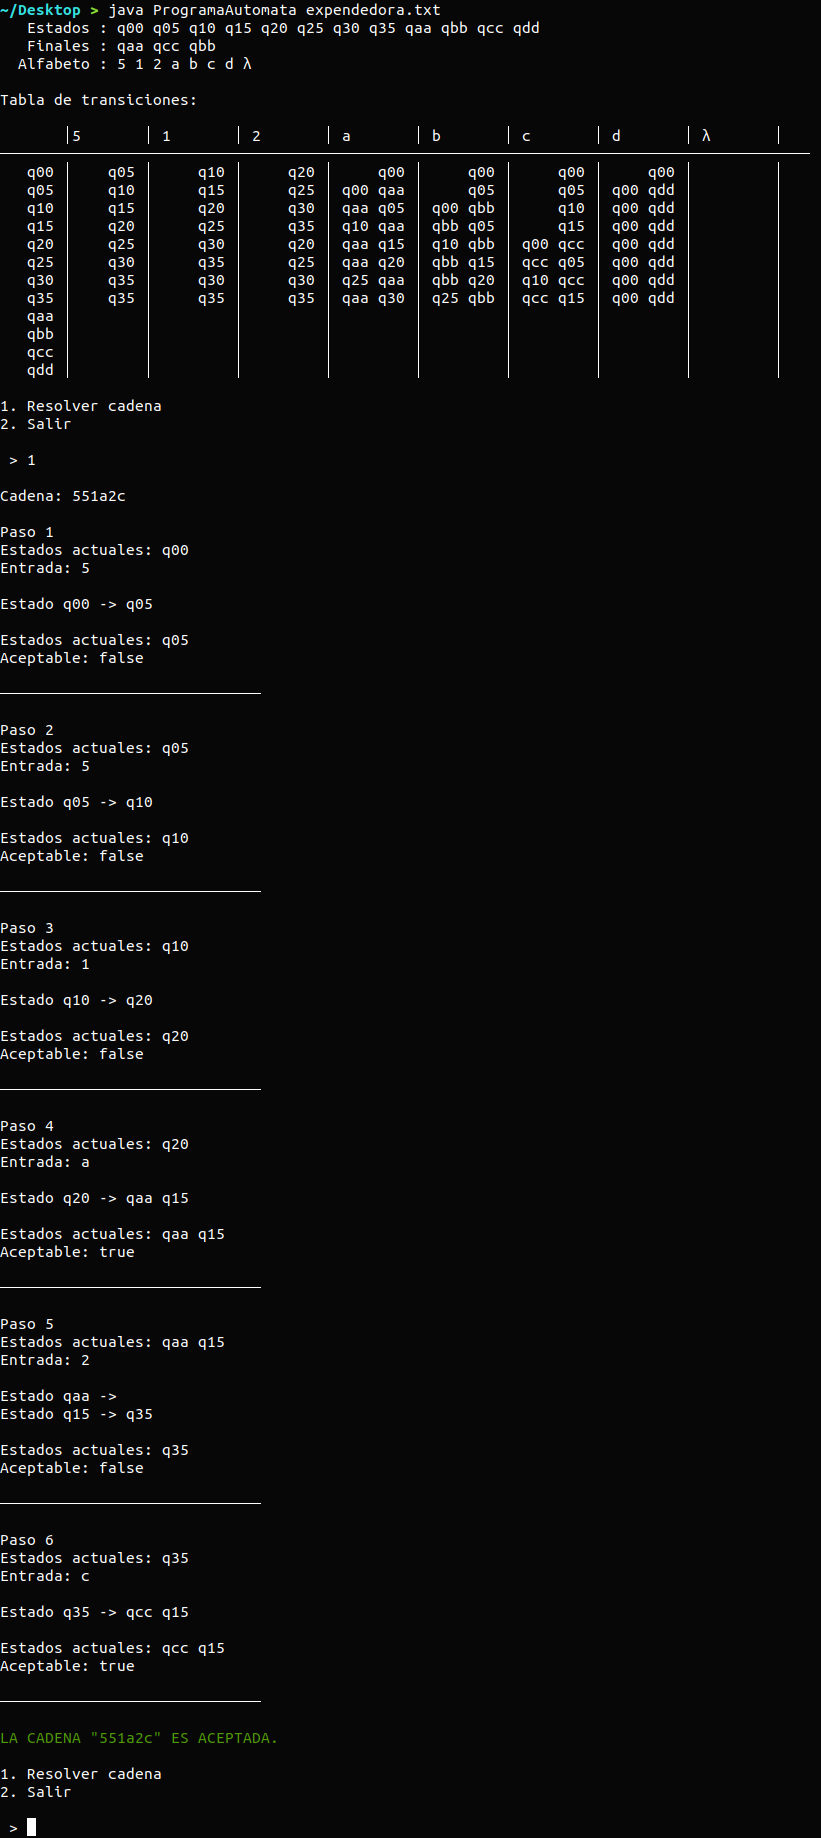 ~/Desktop > java ProgramaAutomata expendedora.txt
Estados : q00 q05 q10 q15 q20 q25 q30 q35 qaa qbb qcc qdd
Finales : qaa qcc qbb
Alfabeto : 5 1 2 a b c d λ
Tabla de transiciones:
|5 | 1 | 2 | a | b | c | d | λ |
q00 | q05 | q10 | q20 | q00 | q00 | q00 | q00 | |
q05 | q10 | q15 | q25 | q00 qaa | q05 | q05 | q00 qdd | |
q10 | q15 | q20 | q30 | qaa q05 | q00 qbb | q10 | q00 qdd | |
q15 | q20 | q25 | q35 | q10 qaa | qbb q05 | q15 | q00 qdd | |
q20 | q25 | q30 | q20 | qaa q15 | q10 qbb | q00 qcc | q00 qdd | |
q25 | q30 | q35 | q25 | qaa q20 | qbb q15 | qcc q05 | q00 qdd | |
q30 | q35 | q30 | q30 | q25 qaa | qbb q20 | q10 qcc | q00 qdd | |
q35 | q35 | q35 | q35 | qaa q30 | q25 qbb | qcc q15 | q00 qdd | |
qaa | | | | | | | | |
qbb | | | | | | | | |
qcc | | | | | | | | |
qdd | | | | | | | | |
1. Resolver cadena
2. Salir
> 1
Cadena: 551a2c
Paso 1
Estados actuales: q00
Entrada: 5
Estado q00 -> q05
Estados actuales: q05
Aceptable: false
Paso 2
Estados actuales: q05
Entrada: 5
Estado q05 -> q10
Estados actuales: q10
Aceptable: false
Paso 3
Estados actuales: q10
Entrada: 1
Estado q10 -> q20
Estados actuales: q20
Aceptable: false
Paso 4
Estados actuales: q20
Entrada: a
Estado q20 -> qaa q15
Estados actuales: qaa q15
Aceptable: true
Paso 5
Estados actuales: qaa q15
Entrada: 2
Estado qaa ->
Estado q15 -> q35
Estados actuales: q35
Aceptable: false
Paso 6
Estados actuales: q35
Entrada: c
Estado q35 -> qcc q15
Estados actuales: qcc q15
Aceptable: true
LA CADENA "551a2c" ES ACEPTADA.
1. Resolver cadena
2. Salir
>